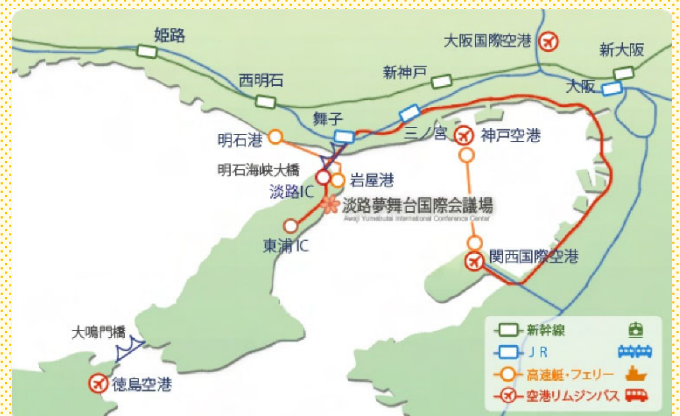 姫路
大阪国際空港
新大阪
西明石
新神戸
大阪
舞子
三ノ宮
神戸空港
明石港
明石海峡大橋
淡路IC
岩屋港
淡路夢舞台国際会議場
Awaji Yumebutai International Conference Center
東浦IC
関西国際空港
大鳴門橋
徳島空港
新幹線
JR
高速艇・フェリー
空港リムジンバス